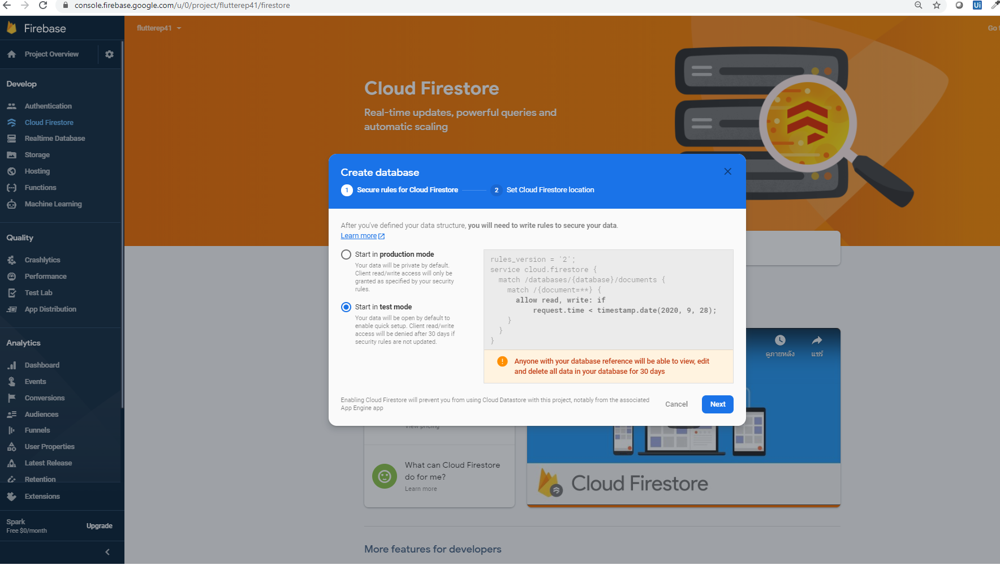 console.firebase.google.com/u/0/project/flutterep41/firestore
Ui
Firebase
flutterep41
Project Overview
Develop
Authentication
Cloud Firestore
Realtime Database
Storage
Hosting
Functions
Machine Learning
Quality
Crashlytics
Performance
Test Lab
App Distribution
Analytics
Dashboard
Events
Conversions
Audiences
Funnels
User Properties
Latest Release
Retention
Extensions
Spark
Free $0/month
Upgrade
Go
Cloud Firestore
Real-time updates, powerful queries and
automatic scaling
Create database
1 Secure rules for Cloud Firestore
2 Set Cloud Firestore location
After you've defined your data structure, you will need to write rules to secure your data.
Learn more
Start in production mode
Your data will be private by default.
Client read/write access will only be
granted as specified by your security
rules.
Start in test mode
Your data will be open by default to
enable quick setup. Client read/write
access will be denied after 30 days if
security rules are not updated.
rules_version = '2';
service cloud.firestore {
match /databases/{database}/documents {
match /{document=**} {
allow read, write: if
request.time < timestamp.date(2020, 9, 28);
}
}
}
Anyone with your database reference will be able to view, edit
and delete all data in your database for 30 days
Enabling Cloud Firestore will prevent you from using Cloud Datastore with this project, notably from the associated
App Engine app
Cancel
Next
ดูภายหลัง
แชร์
View pricing
What can Cloud Firestore
do for me?
Learn more
Cloud Firestore
More features for developers